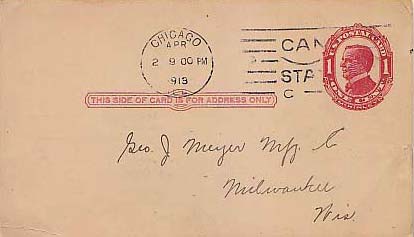 U.S. POSTAL CARD
1 1
ONE CENT
CHICAGO
APR
2 9 00 PM
1913
CAN
STA
C
THIS SIDE OF CARD IS FOR ADDRESS ONLY
Geo. J Meyer Mfg Co
Milwaukee
Wis.